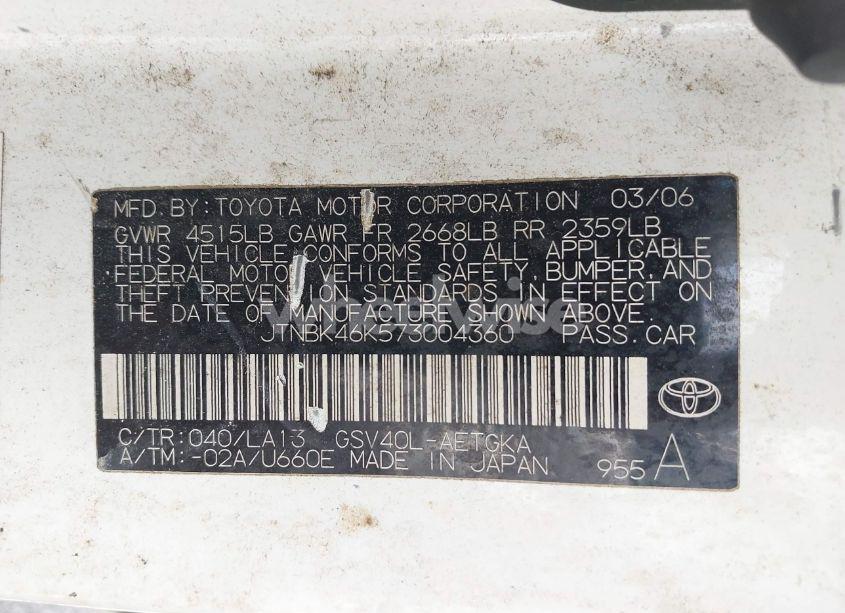 MFD. BY: TOYOTA MOTOR CORPORATION 03/06
GVWR 4515LB GAWR FR 2668LB RR 2359LB
THIS VEHICLE CONFORMS TO ALL APPLICABLE
FEDERAL MOTOR VEHICLE SAFETY, BUMPER, AND
THEFT PREVENTION STANDARDS IN EFFECT ON
THE DATE OF MANUFACTURE SHOWN ABOVE.
JTNBK46K573004360 PASS. CAR
C/TR: 040/LA13 GSV40L-AETGKA
A/TM: -02A/U660E MADE IN JAPAN 955 A